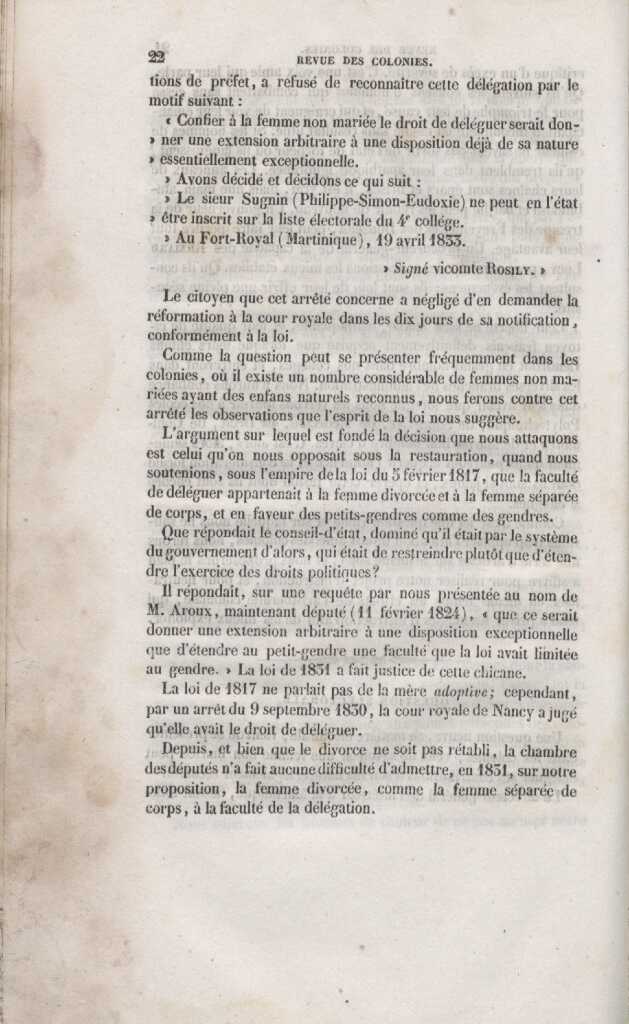 22 REVUE DES COLONIES.
tions de préfet, a refusé de reconnaître cette délégation par le
motif suivant :
« Confier à la femme non mariée le droit de déléguer serait don-
» ner une extension arbitraire à une disposition déjà de sa nature
» essentiellement exceptionnelle.
» Avons décidé et décidons ce qui suit :
» Le sieur Sugnin (Philippe-Simon-Eudoxie) ne peut en l'état
» être inscrit sur la liste électorale du 4e collége.
» Au Fort-Royal (Martinique), 19 avril 1833.
» Signé vicomte ROSILY. »
Le citoyen que cet arrêté concerne a négligé d'en demander la
réformation à la cour royale dans les dix jours de sa notification,
conformément à la loi.
Comme la question peut se présenter fréquemment dans les
colonies, où il existe un nombre considérable de femmes non ma-
riées ayant des enfans naturels reconnus, nous ferons contre cet
arrêté les observations que l'esprit de la loi nous suggère.
L'argument sur lequel est fondé la décision que nous attaquons
est celui qu'on nous opposait sous la restauration, quand nous
soutenions, sous l'empire de la loi du 5 février 1817, que la faculté
de déléguer appartenait à la femme divorcée et à la femme séparée
de corps, et en faveur des petits-gendres comme des gendres.
Que répondait le conseil-d'état, dominé qu'il était par le système
du gouvernement d'alors, qui était de restreindre plutôt que d'éten-
dre l'exercice des droits politiques?
Il répondait, sur une requête par nous présentée au nom de
M. Aroux, maintenant député (11 février 1824), « que ce serait
donner une extension arbitraire à une disposition exceptionnelle
que d'étendre au petit-gendre une faculté que la loi avait limitée
au gendre. » La loi de 1831 a fait justice de cette chicane.
La loi de 1817 ne parlait pas de la mère adoptive; cependant,
par un arrêt du 9 septembre 1830, la cour royale de Nancy a jugé
qu'elle avait le droit de déléguer.
Depuis, et bien que le divorce ne soit pas rétabli, la chambre
des députés n'a fait aucune difficulté d'admettre, en 1831, sur notre
proposition, la femme divorcée, comme la femme séparée de
corps, à la faculté de la délégation.